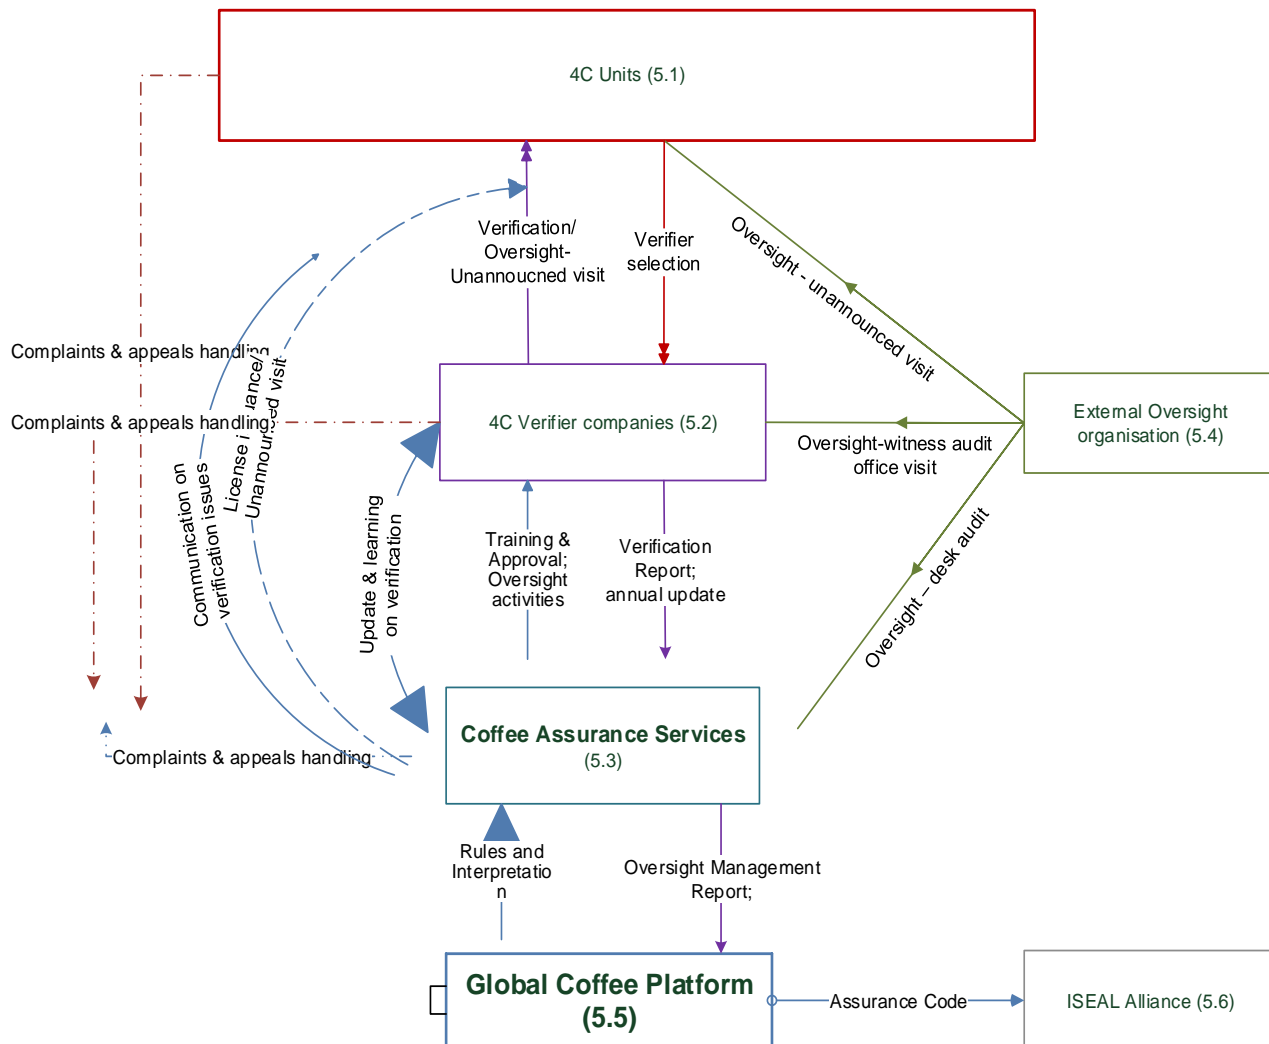 4C Units (5.1)
Verification/
Oversight-
Unannoucned visit
Verifier
selection
Oversight - unannounced visit
Complaints & appeals handling
Complaints & appeals handling
4C Verifier companies (5.2)
External Oversight
organisation (5.4)
Oversight-witness audit
office visit
Communication on
verification issues
Unannounced visit
Update & learning
on verification
Training &
Approval;
Oversight
activities
Verification
Report;
annual update
Oversight – desk audit
Coffee Assurance Services
(5.3)
Complaints & appeals handling
Rules and
Interpretatio
n
Oversight Management
Report;
Global Coffee Platform
(5.5)
Assurance Code
ISEAL Alliance (5.6)
License